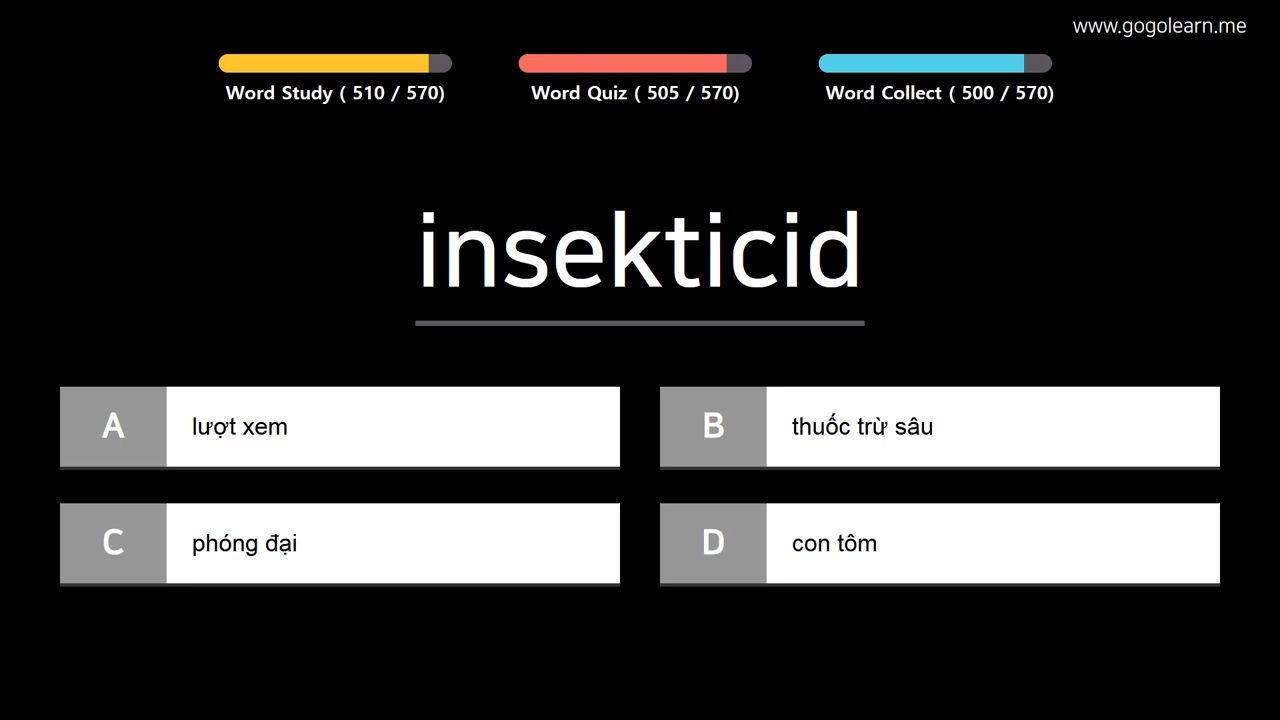 www.gogolearn.me
Word Study ( 510 / 570)
Word Quiz ( 505 / 570)
Word Collect ( 500 / 570)
insekticid
A lượt xem
B thuốc trừ sâu
C phóng đại
D con tôm